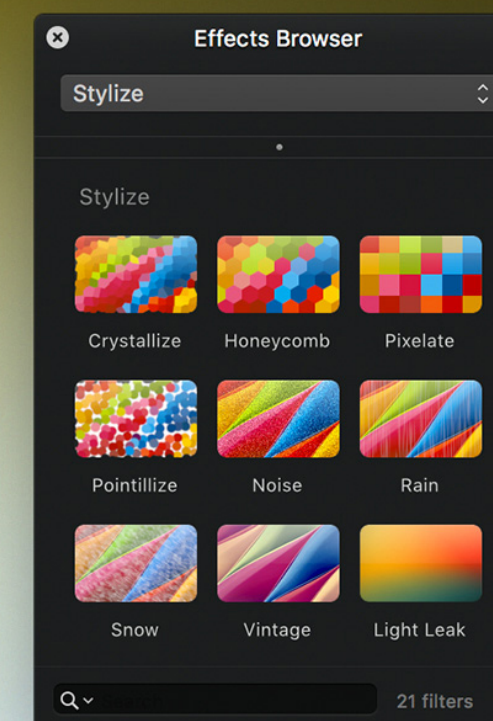 Effects Browser
Stylize
Stylize
Crystallize Honeycomb Pixelate
Pointillize Noise Rain
Snow Vintage Light Leak
21 filters